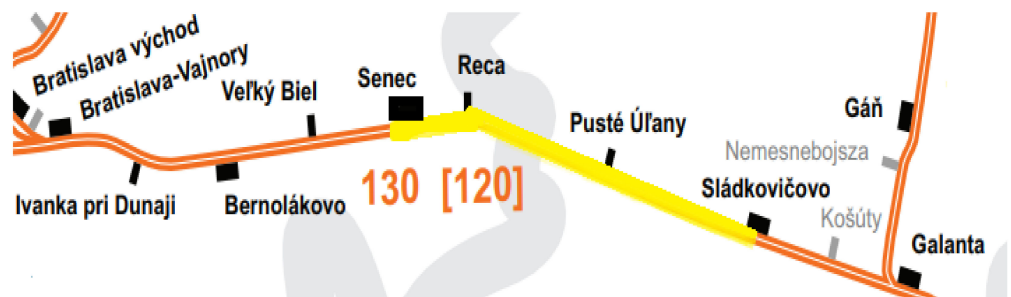 Bratislava východ
Bratislava-Vajnory
Veľký Biel
Senec
Reca
Pusté Úľany
Gáň
Nemesnebojsza
Sládkovičovo
Košúty
Galanta
Ivanka pri Dunaji
Bernolákovo
130 [120]